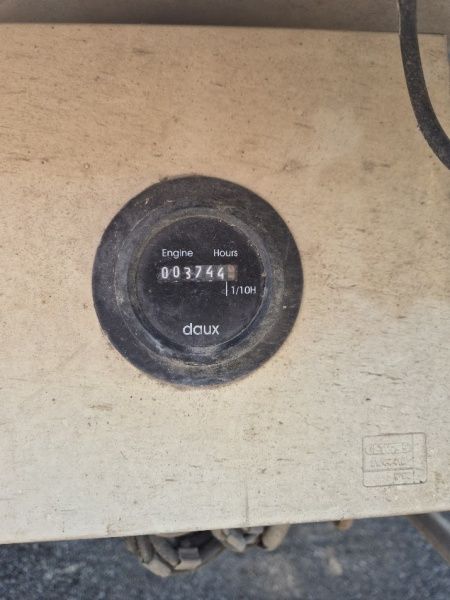 Engine Hours
003744
1/10H
daux